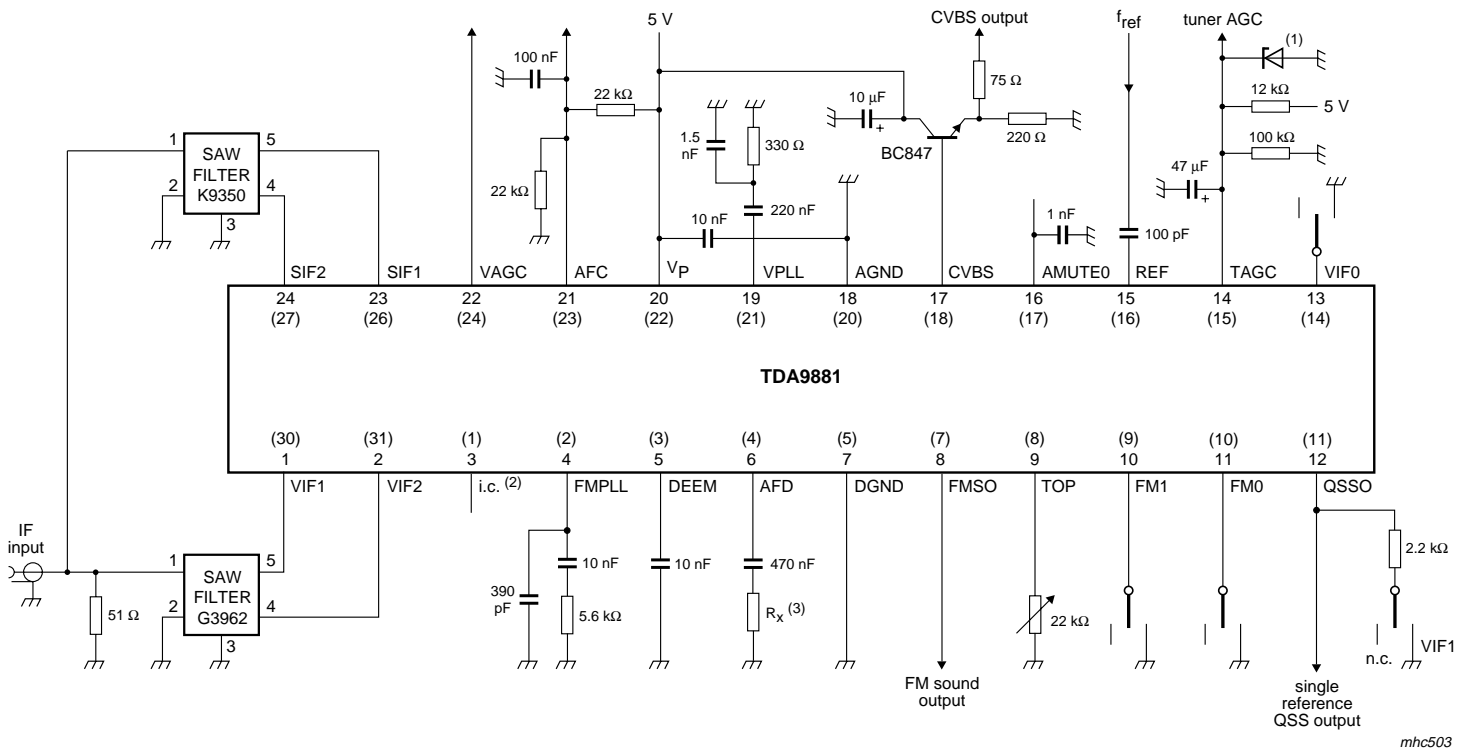 5 V
CVBS output
fref
tuner AGC
(1)
100 nF
75 Ω
22 kΩ
10 μF
+
12 kΩ
5 V
1.5 nF
330 Ω
BC847
220 Ω
100 kΩ
47 μF
+
1
SAW FILTER K9350
5
2
4
3
22 kΩ
220 nF
10 nF
1 nF
100 pF
SIF2
SIF1
VAGC
AFC
VP
VPLL
AGND
CVBS
AMUTE0
REF
TAGC
VIF0
24 23 22 21 20 19 18 17 16 15 14 13
(27) (26) (24) (23) (22) (21) (20) (18) (17) (16) (15) (14)
TDA9881
(30) (31) (1) (2) (3) (4) (5) (7) (8) (9) (10) (11)
1 2 3 4 5 6 7 8 9 10 11 12
VIF1
VIF2
i.c. (2)
FMPLL
DEEM
AFD
DGND
FMSO
TOP
FM1
FM0
QSSO
IF input
1
SAW FILTER G3962
5
2
4
3
51 Ω
390 pF
10 nF
5.6 kΩ
10 nF
470 nF
Rx (3)
22 kΩ
2.2 kΩ
n.c.
VIF1
FM sound output
single reference QSS output
mhc503